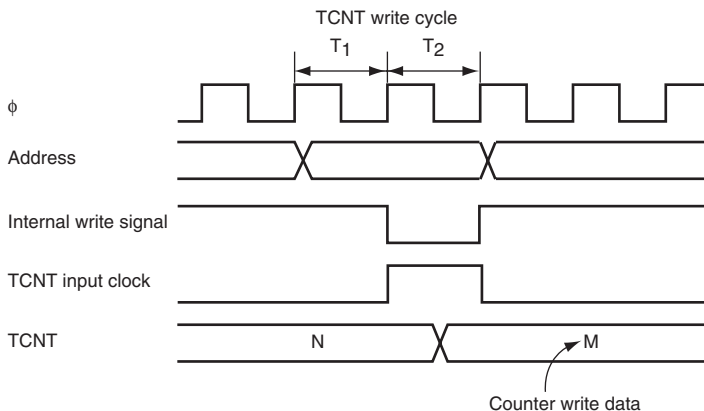 TCNT write cycle
T1 T2
ϕ
Address
Internal write signal
TCNT input clock
TCNT N M
Counter write data